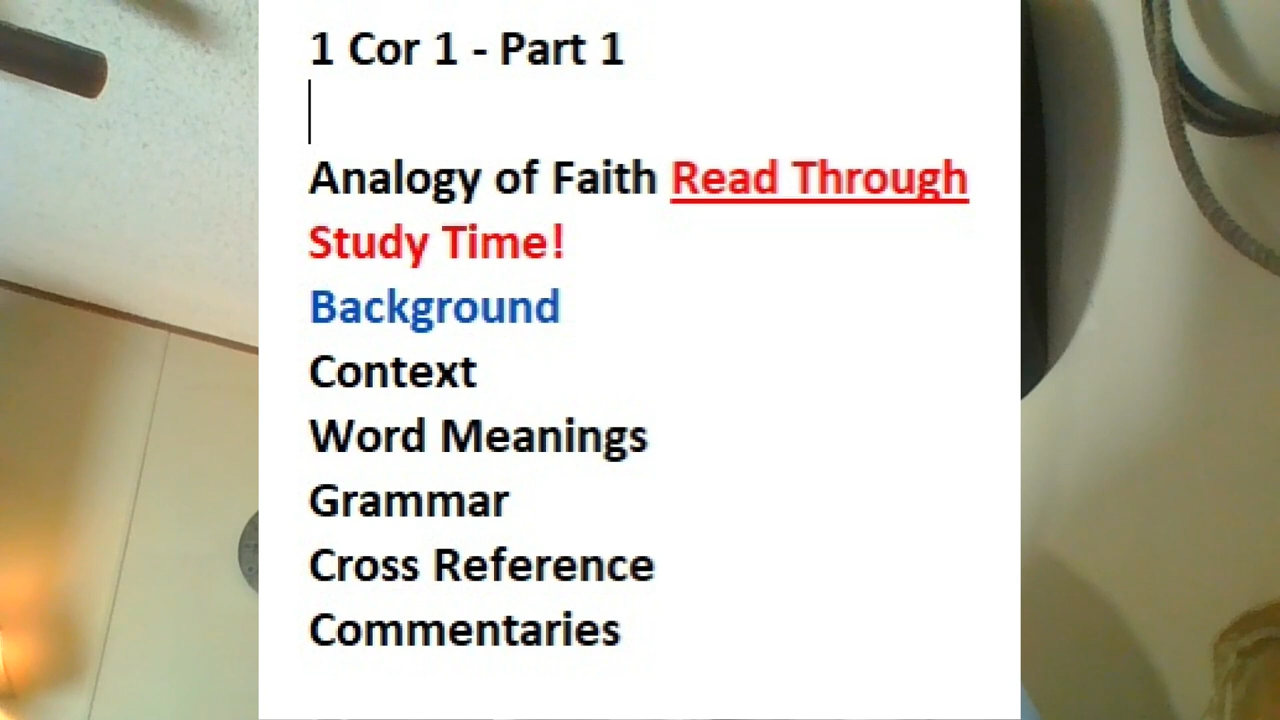 1 Cor 1 - Part 1
Analogy of Faith Read Through
Study Time!
Background
Context
Word Meanings
Grammar
Cross Reference
Commentaries